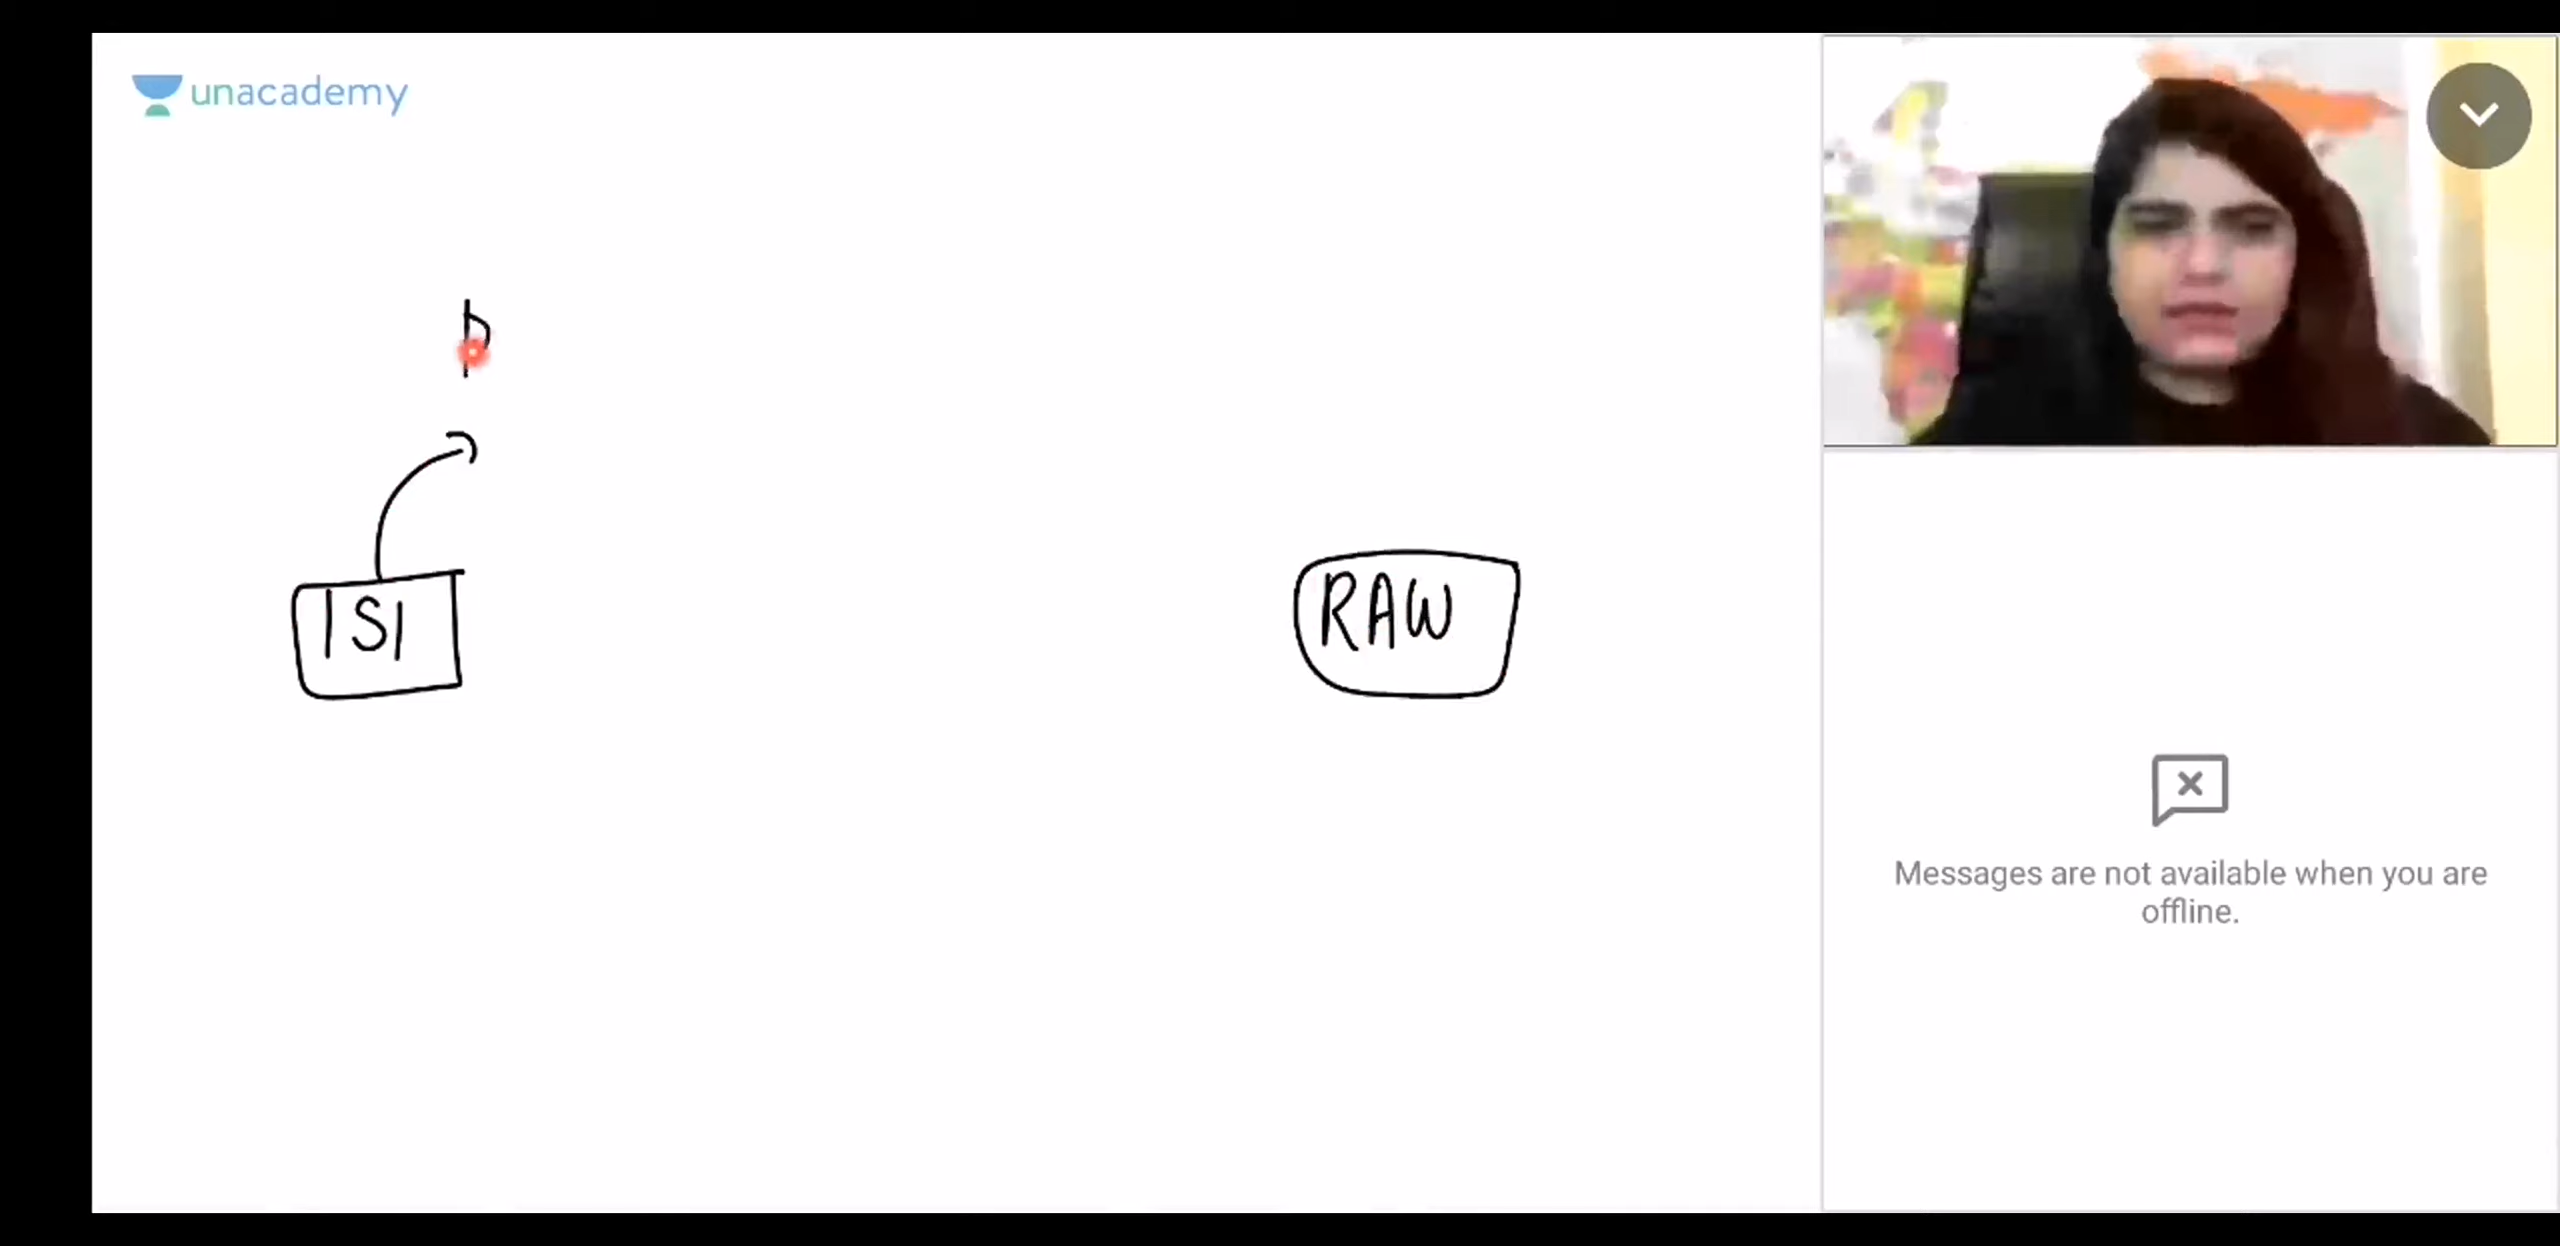 unacademy
P
ISI
RAW
Messages are not available when you are
offline.